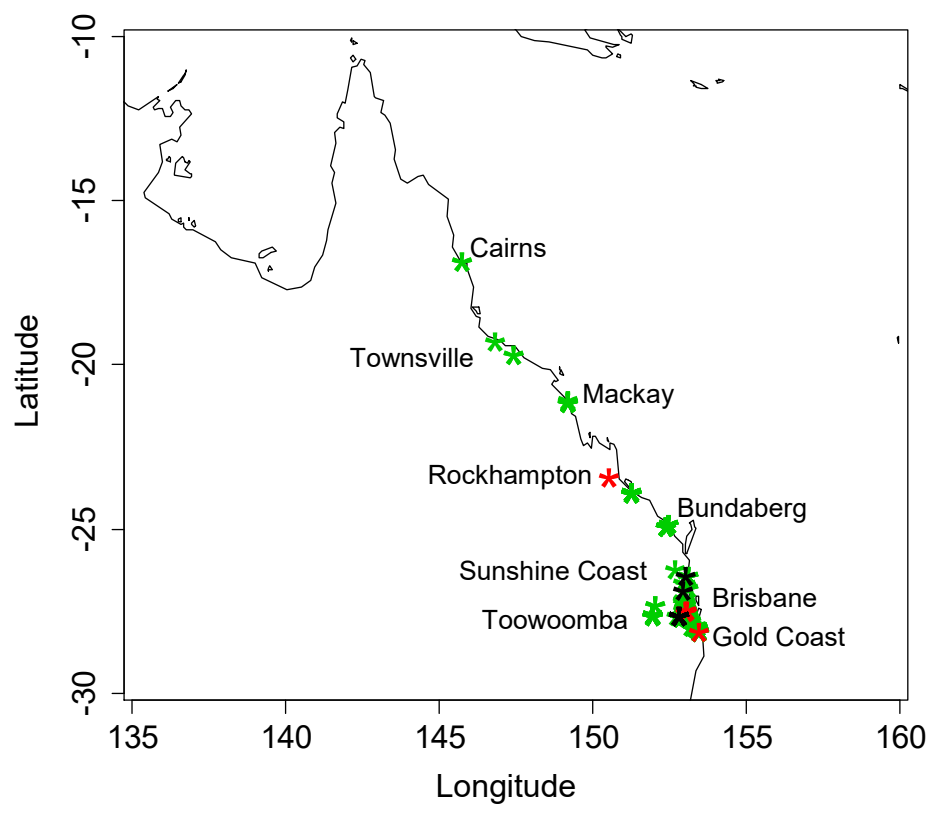 -10
-15
-20
-25
-30
Latitude
Cairns
Townsville
Mackay
Rockhampton
Bundaberg
Sunshine Coast
Brisbane
Toowoomba
Gold Coast
135
140
145
150
155
160
Longitude